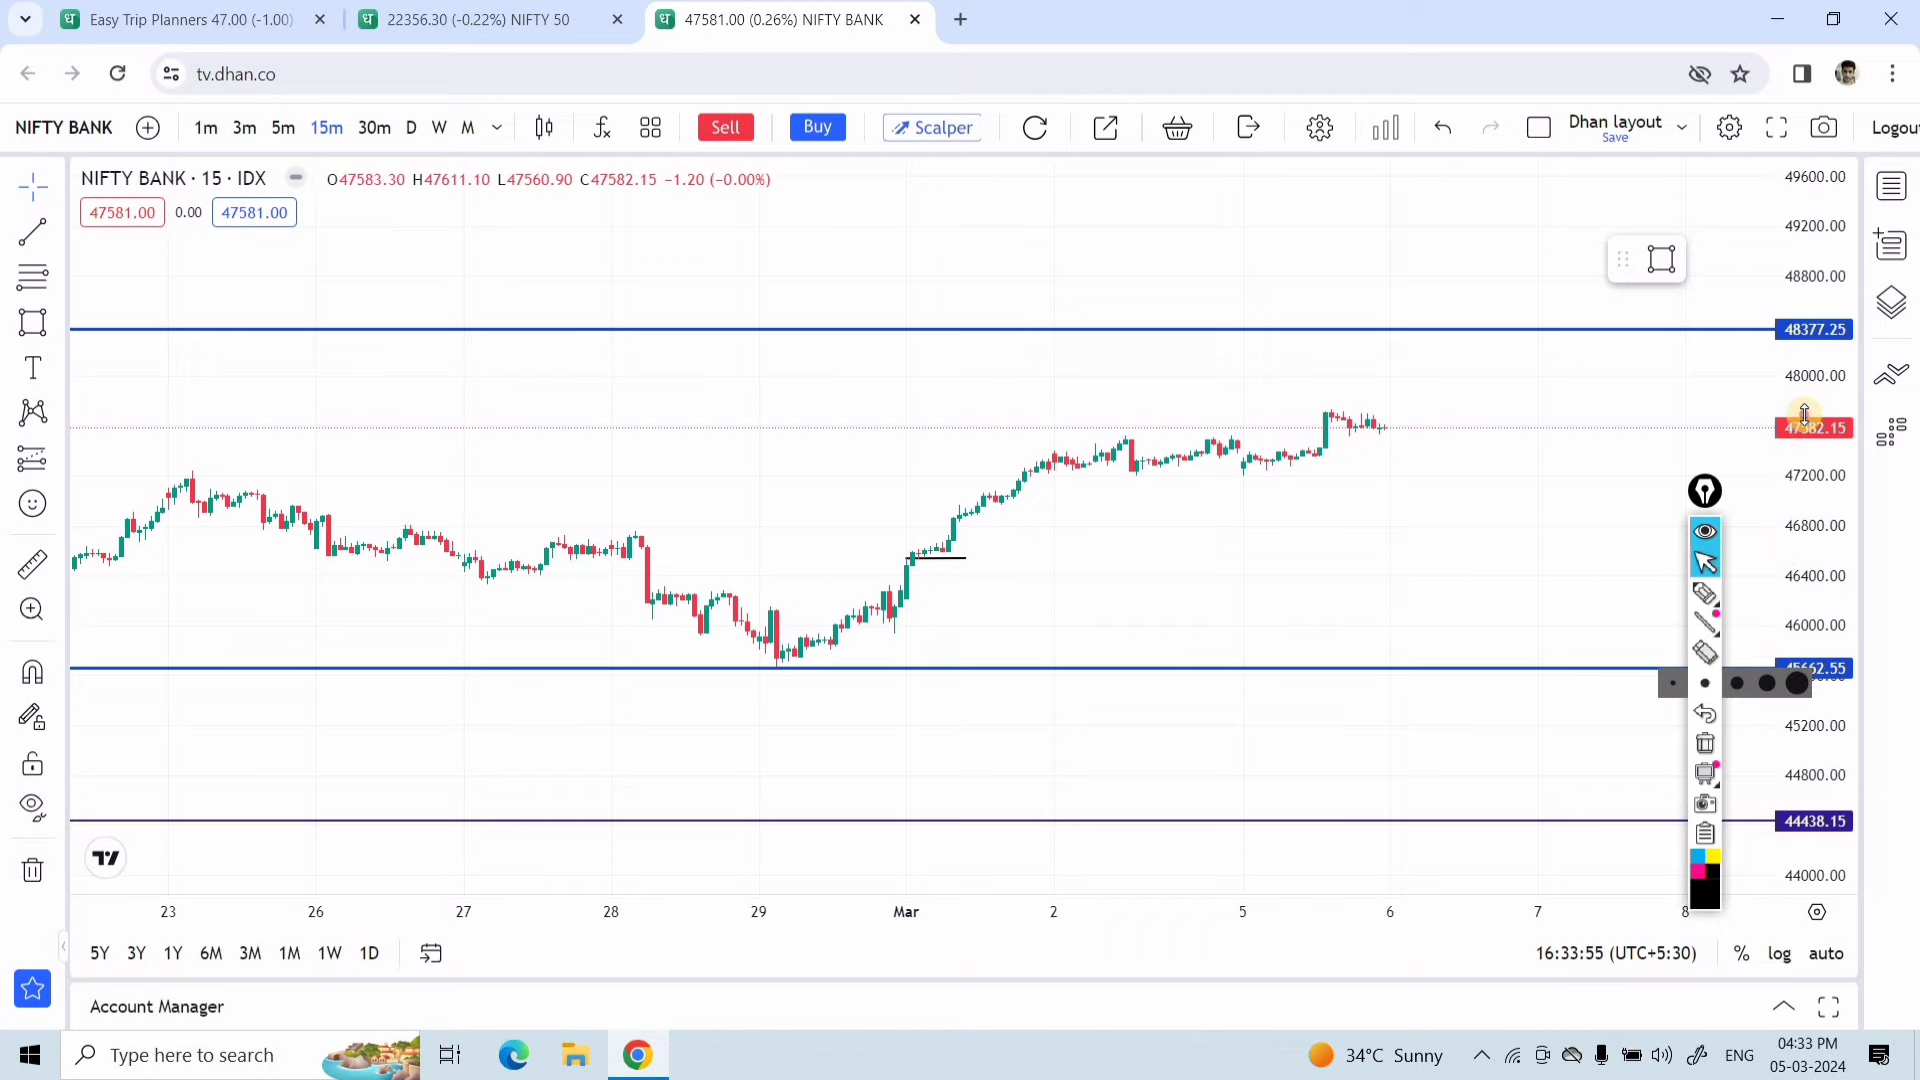 Easy Trip Planners 47.00 (-1.00)
22356.30 (-0.22%) NIFTY 50
47581.00 (0.26%) NIFTY BANK
tv.dhan.co
NIFTY BANK
1m 3m 5m 15m 30m D W M
Sell
Buy
Scalper
Dhan layout
Save
Logout
NIFTY BANK · 15 · IDX
O47583.30 H47611.10 L47560.90 C47582.15 −1.20 (−0.00%)
47581.00 0.00 47581.00
49600.00
49200.00
48800.00
48377.25
48000.00
47582.15
47200.00
46800.00
46400.00
46000.00
45662.55
45200.00
44800.00
44438.15
44000.00
23 26 27 28 29 Mar 2 5 6 7 8
5Y 3Y 1Y 6M 3M 1M 1W 1D
16:33:55 (UTC+5:30) % log auto
Account Manager
Type here to search
34°C Sunny
ENG
04:33 PM
05-03-2024